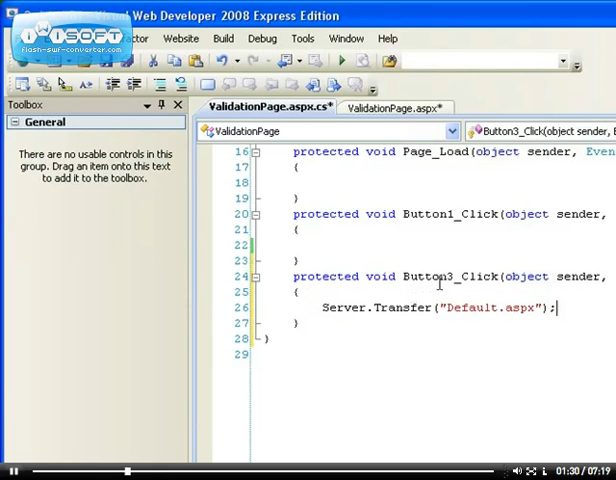 Visual Web Developer 2008 Express Edition
iWiSOFT
flash-swf-converter.com
Website Build Debug Tools Window Help
Toolbox
General
There are no usable controls in this
group. Drag an item onto this text
to add it to the toolbox.
ValidationPage.aspx.cs* ValidationPage.aspx*
ValidationPage Button3_Click(object sender, E
16 protected void Page_Load(object sender, Even
17 {
18
19 }
20 protected void Button1_Click(object sender,
21 {
22
23 }
24 protected void Button3_Click(object sender,
25 {
26 Server.Transfer("Default.aspx");
27 }
28 }
29
01:30 / 07:19